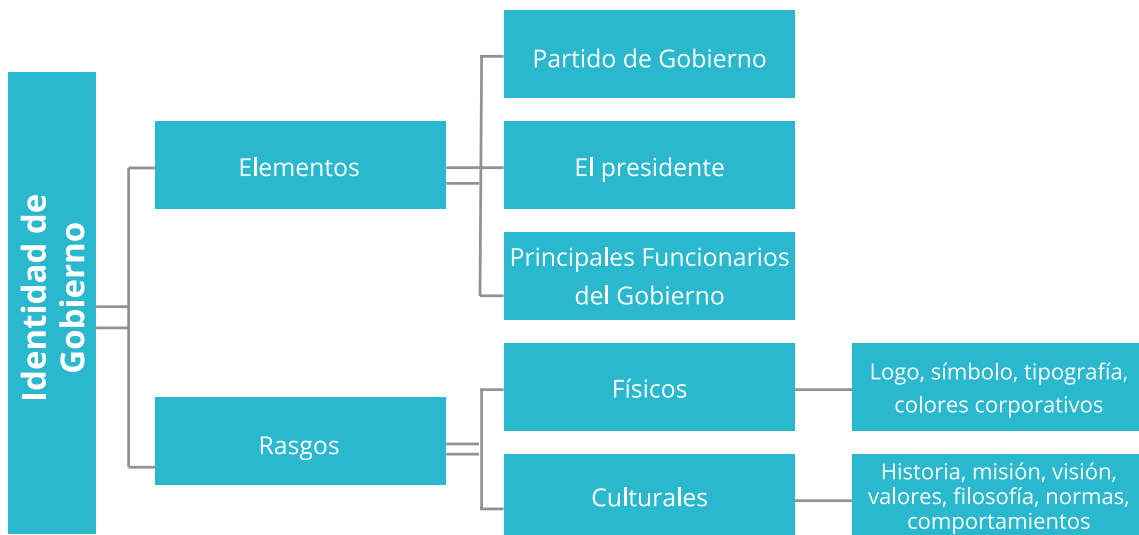 Identidad de
Gobierno
Elementos
Partido de Gobierno
El presidente
Principales Funcionarios
del Gobierno
Rasgos
Físicos
Logo, símbolo, tipografía,
colores corporativos
Culturales
Historia, misión, visión,
valores, filosofía, normas,
comportamientos